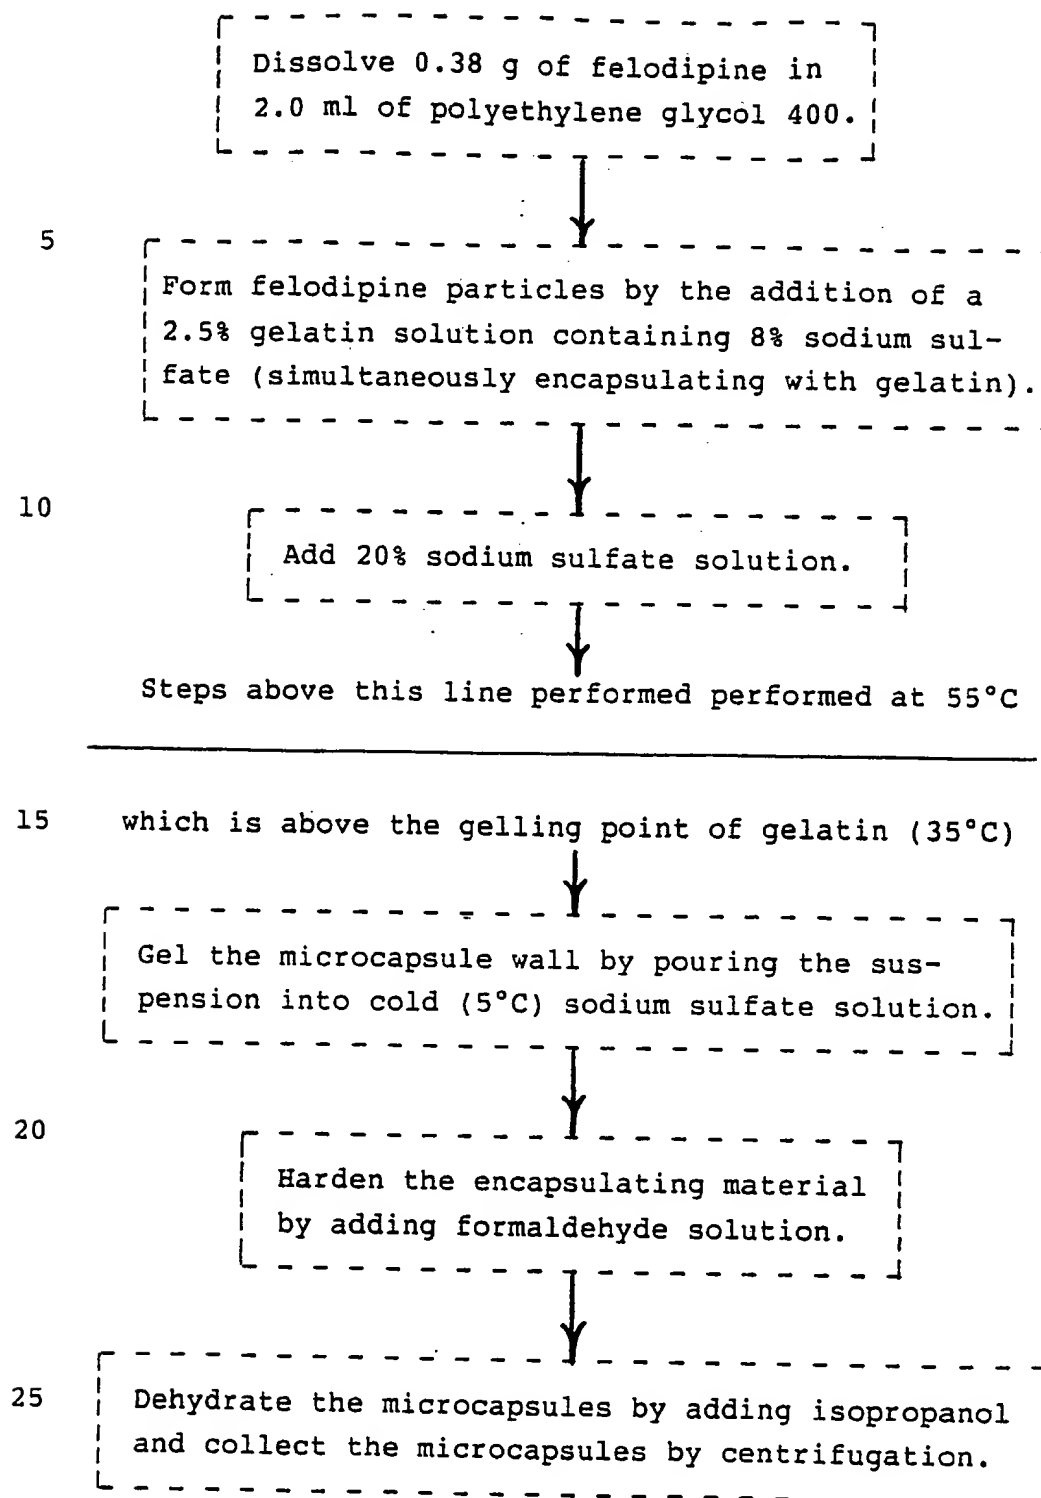 Dissolve 0.38 g of felodipine in
2.0 ml of polyethylene glycol 400.
5
Form felodipine particles by the addition of a
2.5% gelatin solution containing 8% sodium sul-
fate (simultaneously encapsulating with gelatin).
10
Add 20% sodium sulfate solution.
Steps above this line performed performed at 55°C
15 which is above the gelling point of gelatin (35°C)
Gel the microcapsule wall by pouring the sus-
pension into cold (5°C) sodium sulfate solution.
20
Harden the encapsulating material
by adding formaldehyde solution.
25 Dehydrate the microcapsules by adding isopropanol
and collect the microcapsules by centrifugation.